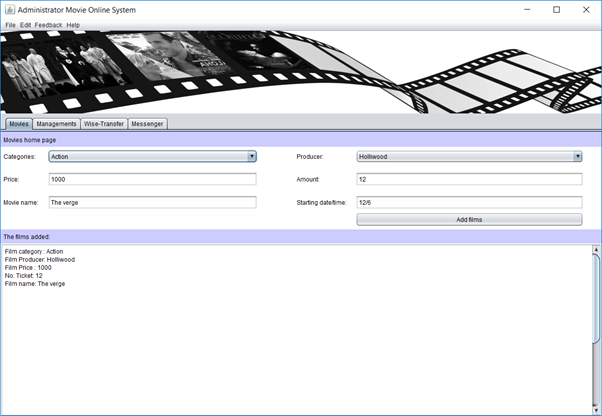 Administrator Movie Online System
File Edit Feedback Help
AHOJ
Movies Managements Wise-Transfer Messenger
Movies home page
Categories: Action Producer: Holliwood
Price: 1000 Amount: 12
Movie name: The verge Starting date/time: 12/6
Add films
The films added:
Film category : Action
Film Producer: Holliwood
Film Price : 1000
No. Ticket: 12
Film name: The verge